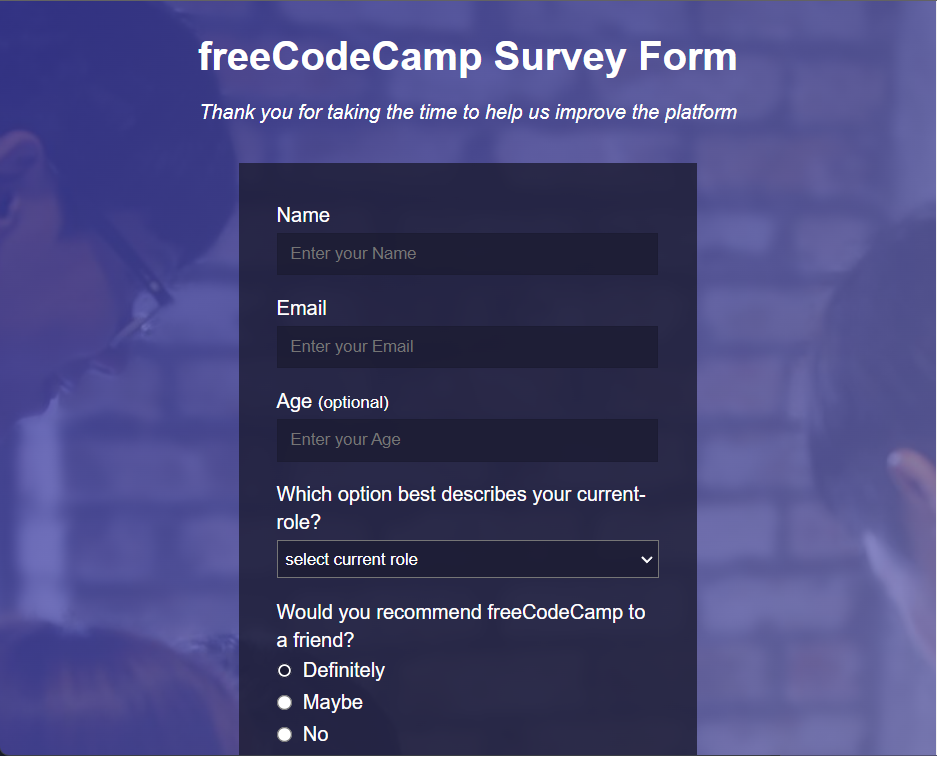 freeCodeCamp Survey Form
Thank you for taking the time to help us improve the platform
Name
Enter your Name
Email
Enter your Email
Age (optional)
Enter your Age
Which option best describes your current-
role?
select current role
Would you recommend freeCodeCamp to
a friend?
Definitely
Maybe
No